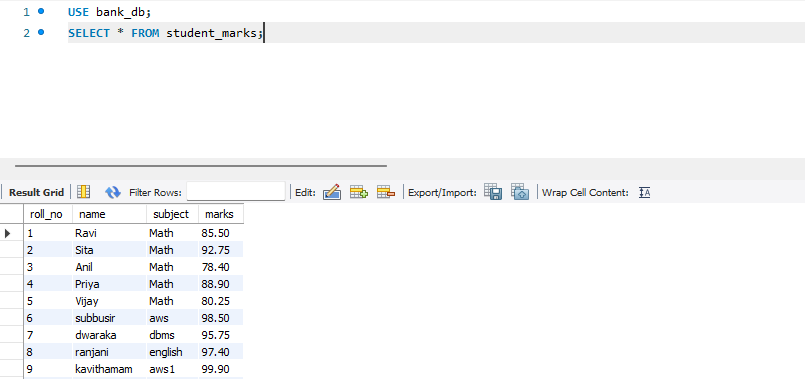 1 USE bank_db;
2 SELECT * FROM student_marks;
Result Grid Filter Rows: Edit: Export/Import: Wrap Cell Content: IA
roll_no name subject marks
1 Ravi Math 85.50
2 Sita Math 92.75
3 Anil Math 78.40
4 Priya Math 88.90
5 Vijay Math 80.25
6 subbusir aws 98.50
7 dwaraka dbms 95.75
8 ranjani english 97.40
9 kavithamam aws1 99.90